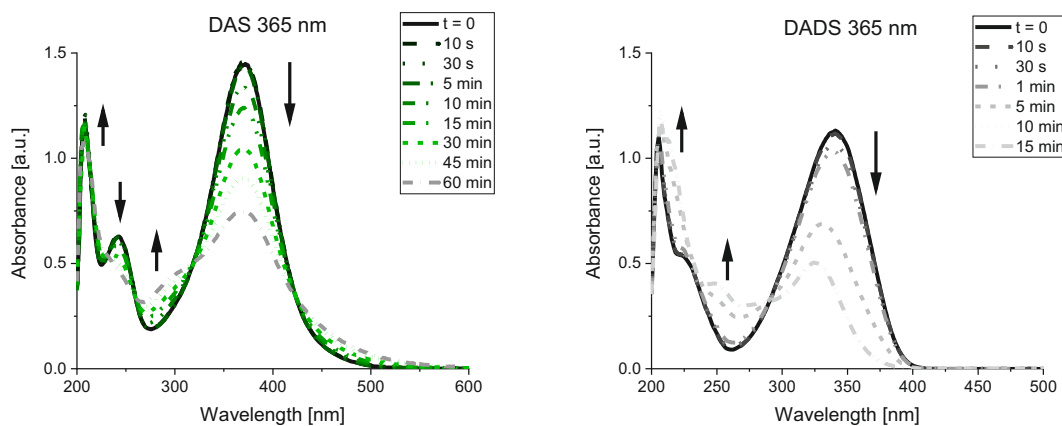 DAS 365 nm
t = 0
10 s
30 s
5 min
10 min
15 min
30 min
45 min
60 min
1.5
1.0
0.5
0.0
Absorbance [a.u.]
200 300 400 500 600
Wavelength [nm]
DADS 365 nm
t = 0
10 s
30 s
1 min
5 min
10 min
15 min
1.5
1.0
0.5
0.0
Absorbance [a.u.]
200 250 300 350 400 450 500
Wavelength [nm]